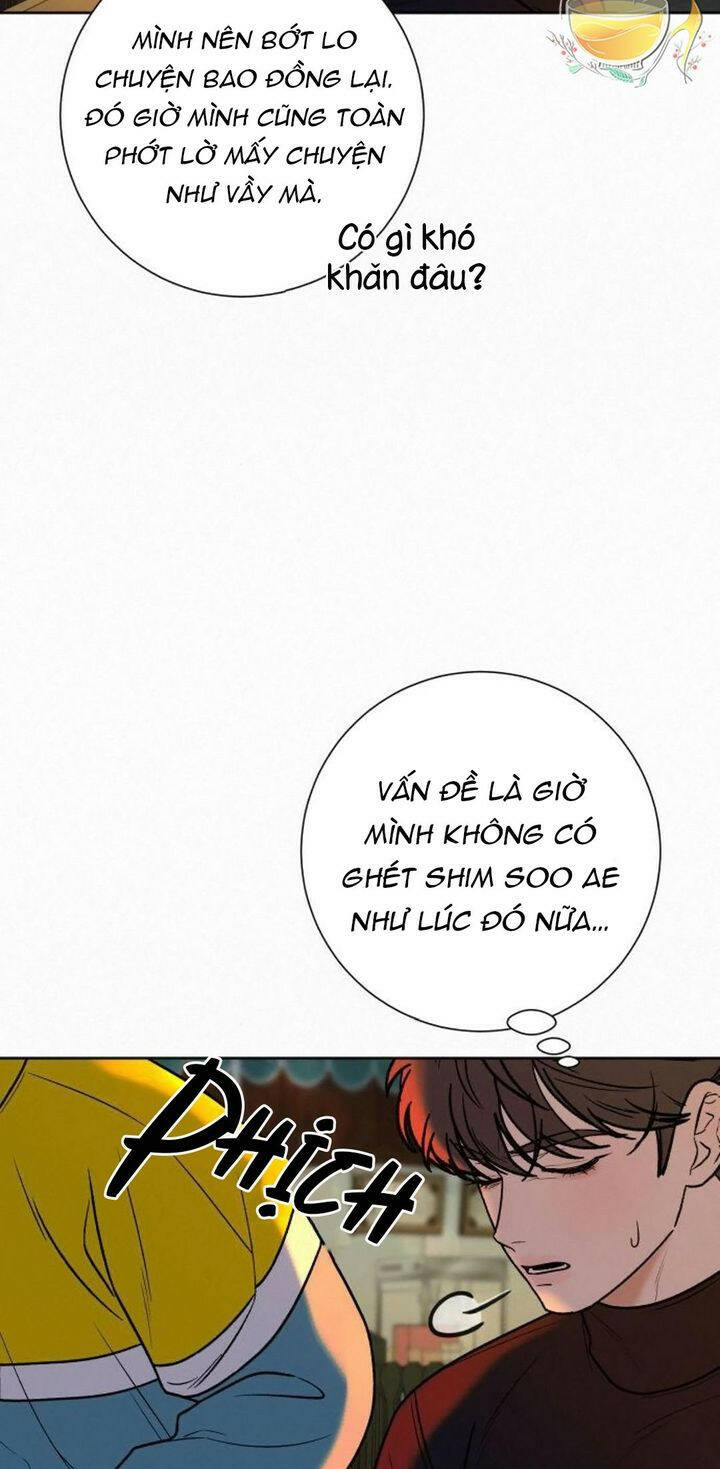 MÌNH NÊN BỚT LO
CHUYỆN BAO ĐỒNG LẠI.
ĐÓ GIỜ MÌNH CŨNG TOÀN
PHỚT LỜ MẤY CHUYỆN
NHƯ VẦY MÀ.
Có gì khó
khăn đâu?
VẤN ĐỀ LÀ GIỜ
MÌNH KHÔNG CÓ
GHÉT SHIM SOO AE
NHƯ LÚC ĐÓ NỮA...
PHỊCH